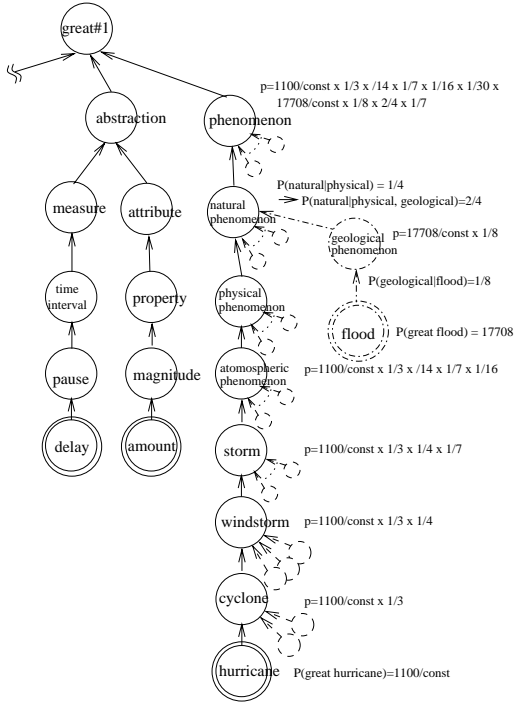 great#1
p=1100/const x 1/3 x /14 x 1/7 x 1/16 x 1/30 x
17708/const x 1/8 x 2/4 x 1/7
abstraction
phenomenon
P(natural|physical) = 1/4
P(natural|physical, geological)=2/4
measure
attribute
natural
phenomenon
p=17708/const x 1/8
geological
phenomenon
P(geological|flood)=1/8
time
interval
property
physical
phenomenon
flood
P(great flood) = 17708
pause
magnitude
atomospheric
phenomenon
p=1100/const x 1/3 x /14 x 1/7 x 1/16
delay
amount
storm
p=1100/const x 1/3 x 1/4 x 1/7
windstorm
p=1100/const x 1/3 x 1/4
cyclone
p=1100/const x 1/3
hurricane
P(great hurricane)=1100/const